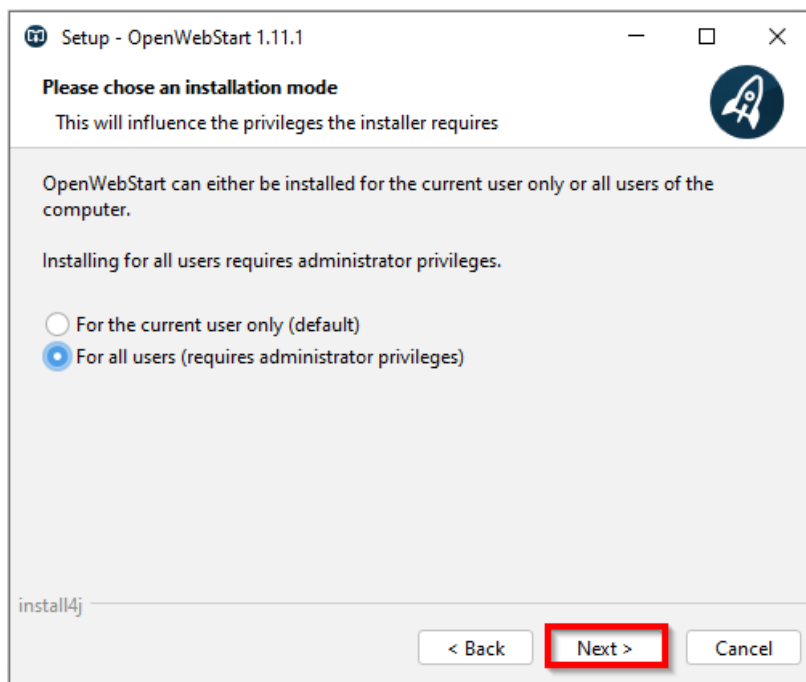 Setup - OpenWebStart 1.11.1
Please chose an installation mode
This will influence the privileges the installer requires
OpenWebStart can either be installed for the current user only or all users of the
computer.
Installing for all users requires administrator privileges.
For the current user only (default)
For all users (requires administrator privileges)
install4j
< Back Next > Cancel